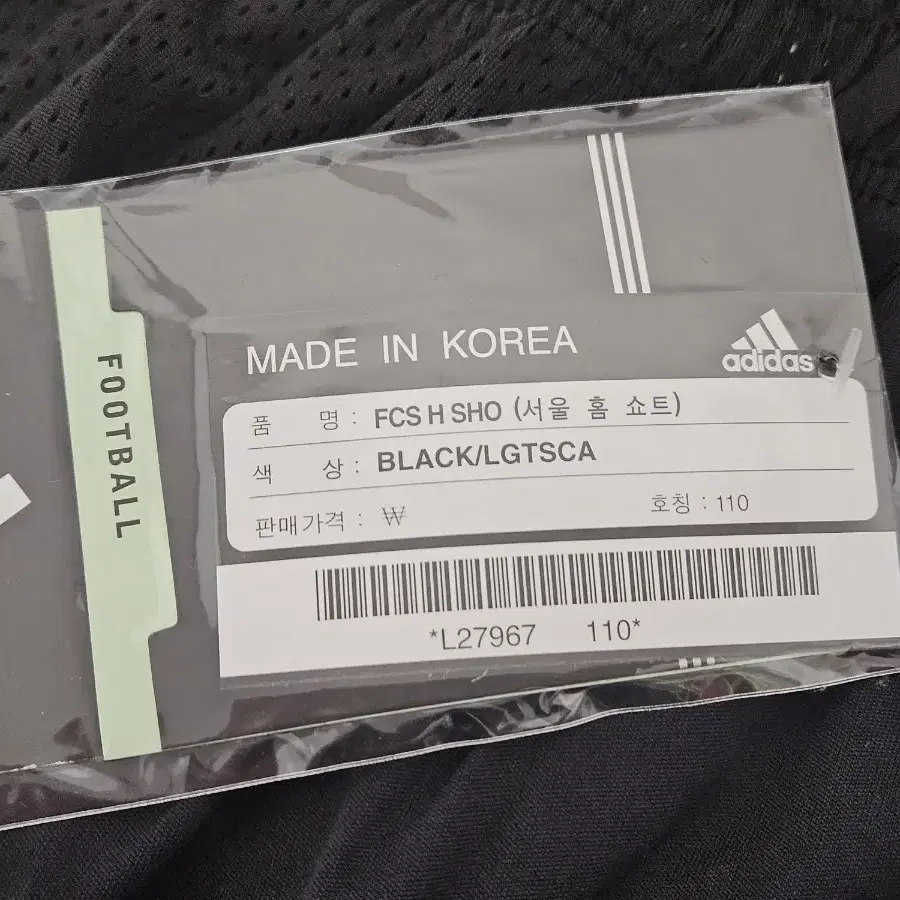 FOOTBALL
MADE IN KOREA
adidas
품 명 : FCS H SHO (서울 홈 쇼트)
색 상 : BLACK/LGTSCA
판매가격 : ₩ 호칭 : 110
*L27967 110*